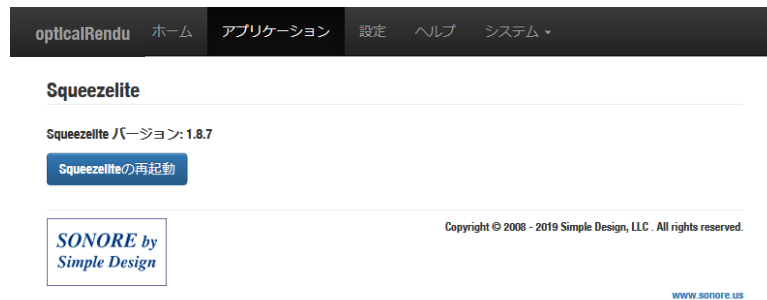 opticalRendu ホーム アプリケーション 設定 ヘルプ システム
Squeezelite
Squeezelite バージョン: 1.8.7
Squeezeliteの再起動
SONORE by
Simple Design
Copyright © 2008 - 2019 Simple Design, LLC . All rights reserved.
www.sonore.us